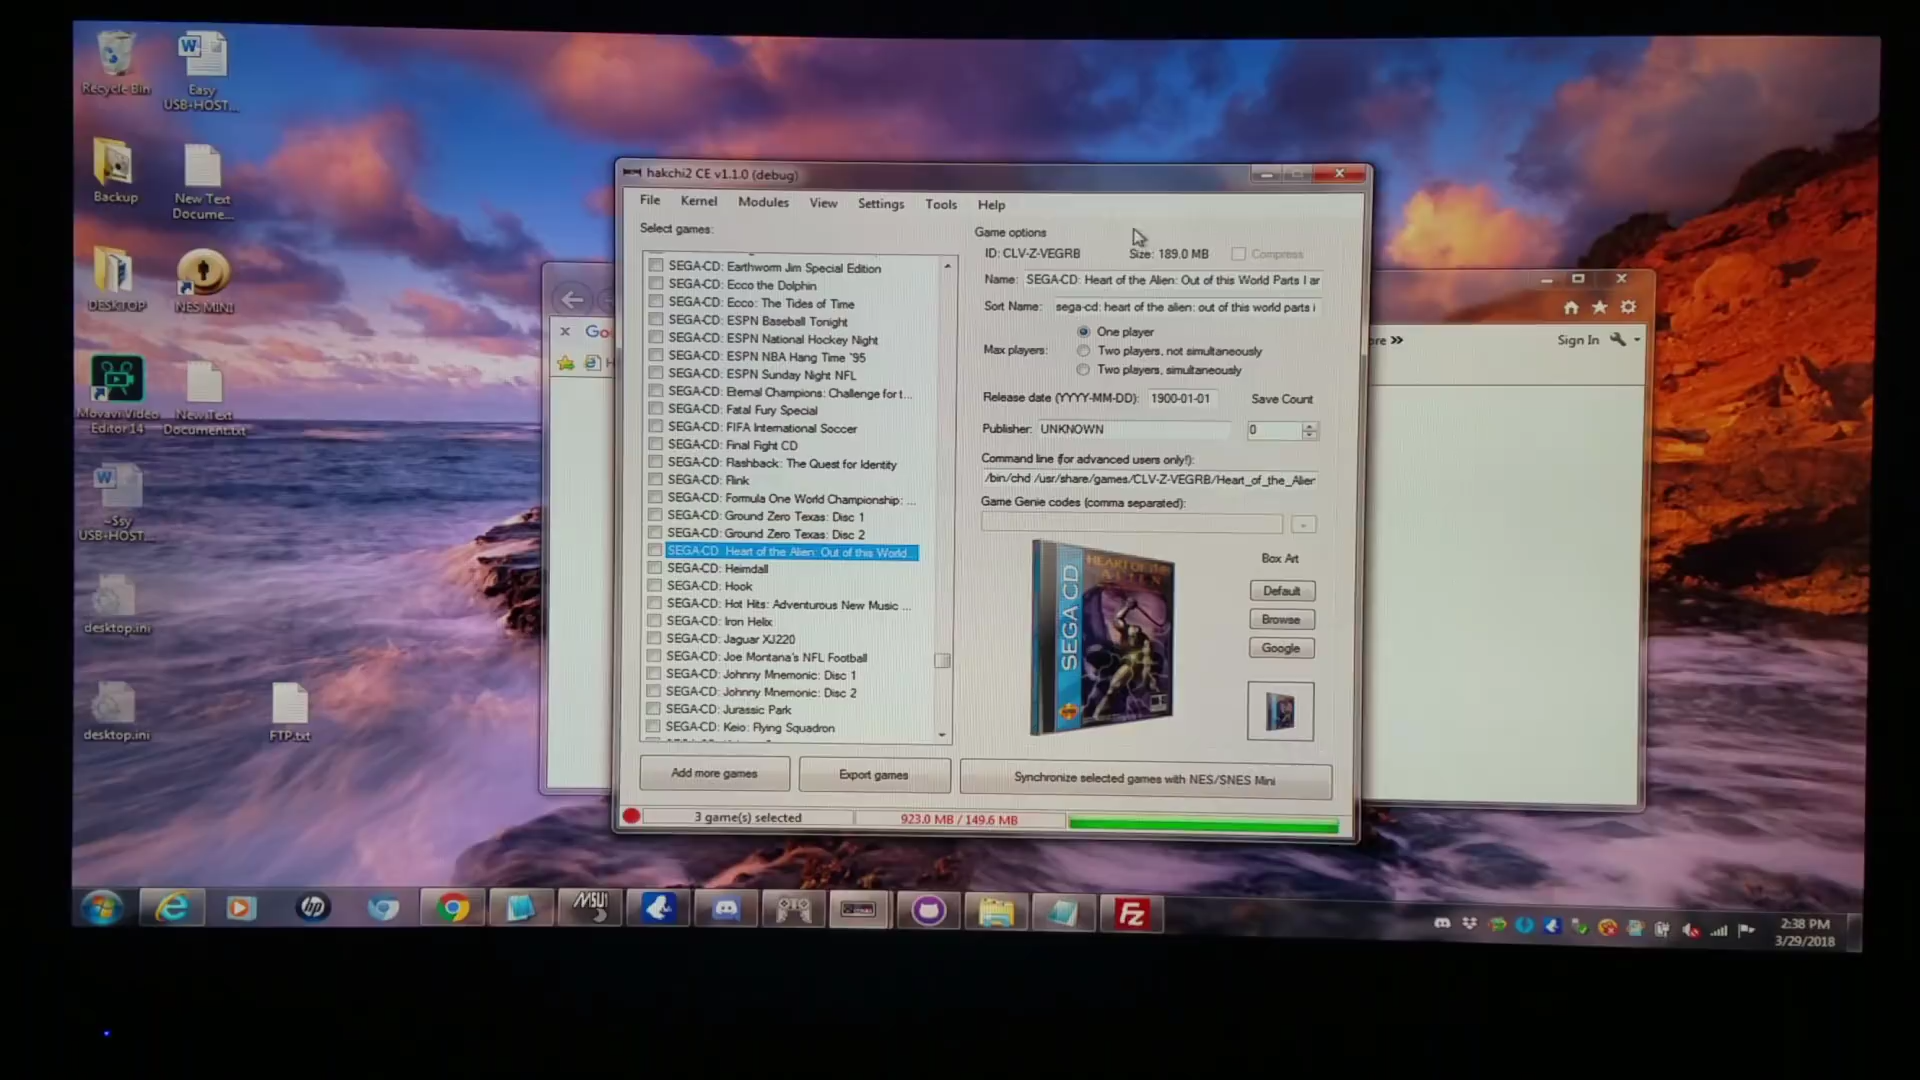 Recycle Bin
Easy
USB-HOST...
Backup
New Text
Docume...
DESKTOP
NES MINI
Movavi Video
Editor 14
New Text
Document.txt
~Ssy
USB-HOST...
desktop.ini
desktop.ini
FTP.txt
hakchi2 CE v1.1.0 (debug)
File Kernel Modules View Settings Tools Help
Select games:
SEGA-CD: Earthworm Jim Special Edition
SEGA-CD: Ecco the Dolphin
SEGA-CD: Ecco: The Tides of Time
SEGA-CD: ESPN Baseball Tonight
SEGA-CD: ESPN National Hockey Night
SEGA-CD: ESPN NBA Hang Time '95
SEGA-CD: ESPN Sunday Night NFL
SEGA-CD: Eternal Champions: Challenge for t...
SEGA-CD: Fatal Fury Special
SEGA-CD: FIFA International Soccer
SEGA-CD: Final Fight CD
SEGA-CD: Flashback: The Quest for Identity
SEGA-CD: Flink
SEGA-CD: Formula One World Championship: ...
SEGA-CD: Ground Zero Texas: Disc 1
SEGA-CD: Ground Zero Texas: Disc 2
SEGA-CD: Heart of the Alien: Out of this World...
SEGA-CD: Heimdall
SEGA-CD: Hook
SEGA-CD: Hot Hits: Adventurous New Music ...
SEGA-CD: Iron Helix
SEGA-CD: Jaguar XJ220
SEGA-CD: Joe Montana's NFL Football
SEGA-CD: Johnny Mnemonic: Disc 1
SEGA-CD: Johnny Mnemonic: Disc 2
SEGA-CD: Jurassic Park
SEGA-CD: Keio: Flying Squadron
Game options
ID: CLV-Z-VEGRB Size: 189.0 MB Compress
Name: SEGA-CD: Heart of the Alien: Out of this World Parts I ar
Sort Name: sega-cd: heart of the alien: out of this world parts i
Max players:
One player
Two players, not simultaneously
Two players, simultaneously
Release date (YYYY-MM-DD): 1900-01-01 Save Count
Publisher: UNKNOWN 0
Command line (for advanced users only!):
/bin/chd /usr/share/games/CLV-Z-VEGRB/Heart_of_the_Alien
Game Genie codes (comma separated):
HEART OF THE
ALIEN
SEGA CD
Box Art
Default
Browse
Google
Add more games Export games Synchronize selected games with NES/SNES Mini
3 game(s) selected 923.0 MB / 149.6 MB
Goo
H
ore »
Sign In
hp
MSU1
FZ
2:38 PM
3/29/2018